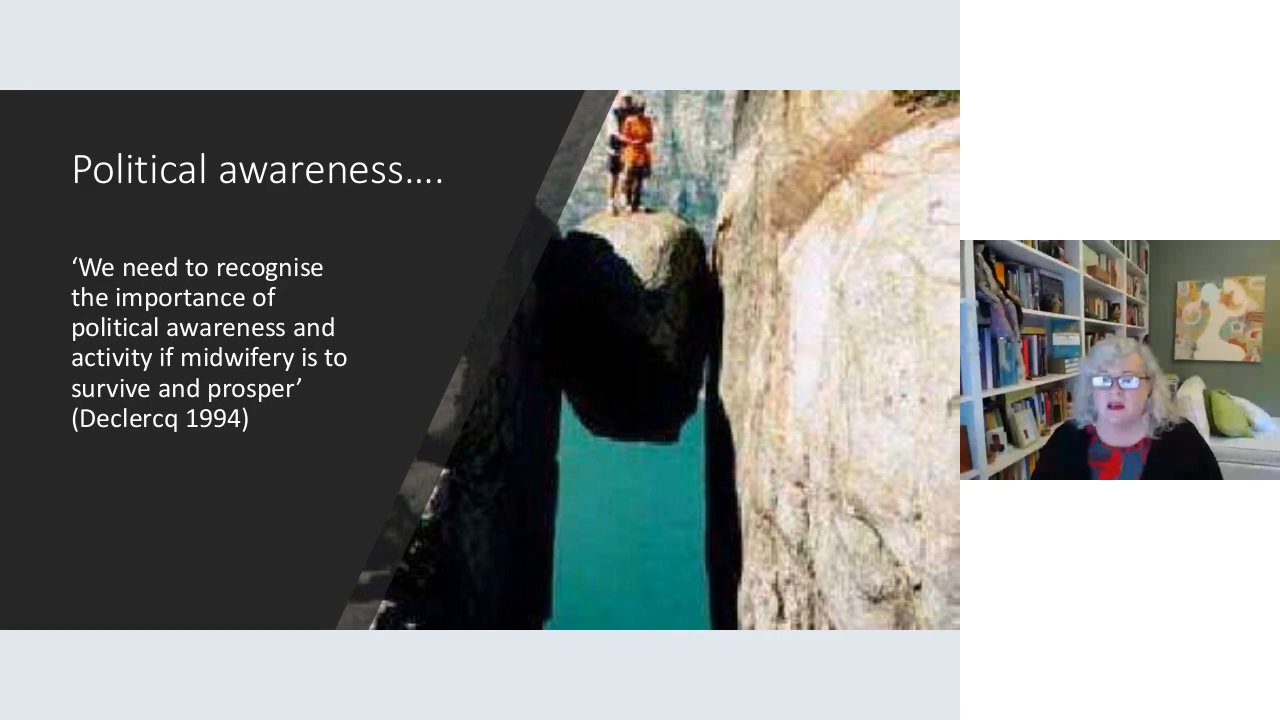 Political awareness....
‘We need to recognise
the importance of
political awareness and
activity if midwifery is to
survive and prosper’
(Declercq 1994)